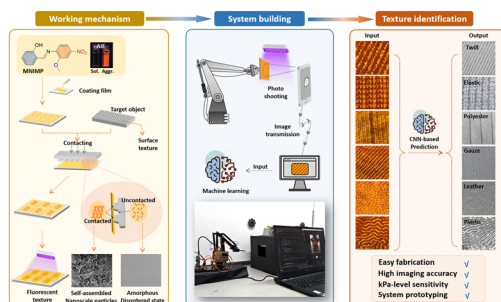 Working mechanism
System building
Texture identification
OH
N
NO₂
AIE
MNIMP
Sol. Aggr.
Coating film
Target object
Contacting
Surface
texture
Uncontacted
Contacted
Fluorescent
texture
Self-assembled
Nanoscale particles
Amorphous
Disordered state
Photo
shooting
Image
transmission
Input
Machine learning
Input
Output
CNN-based
Prediction
Twill
Elastic
Polyester
Gauze
Leather
Plastic
Easy fabrication √
High imaging accuracy √
kPa-level sensitivity √
System prototyping √